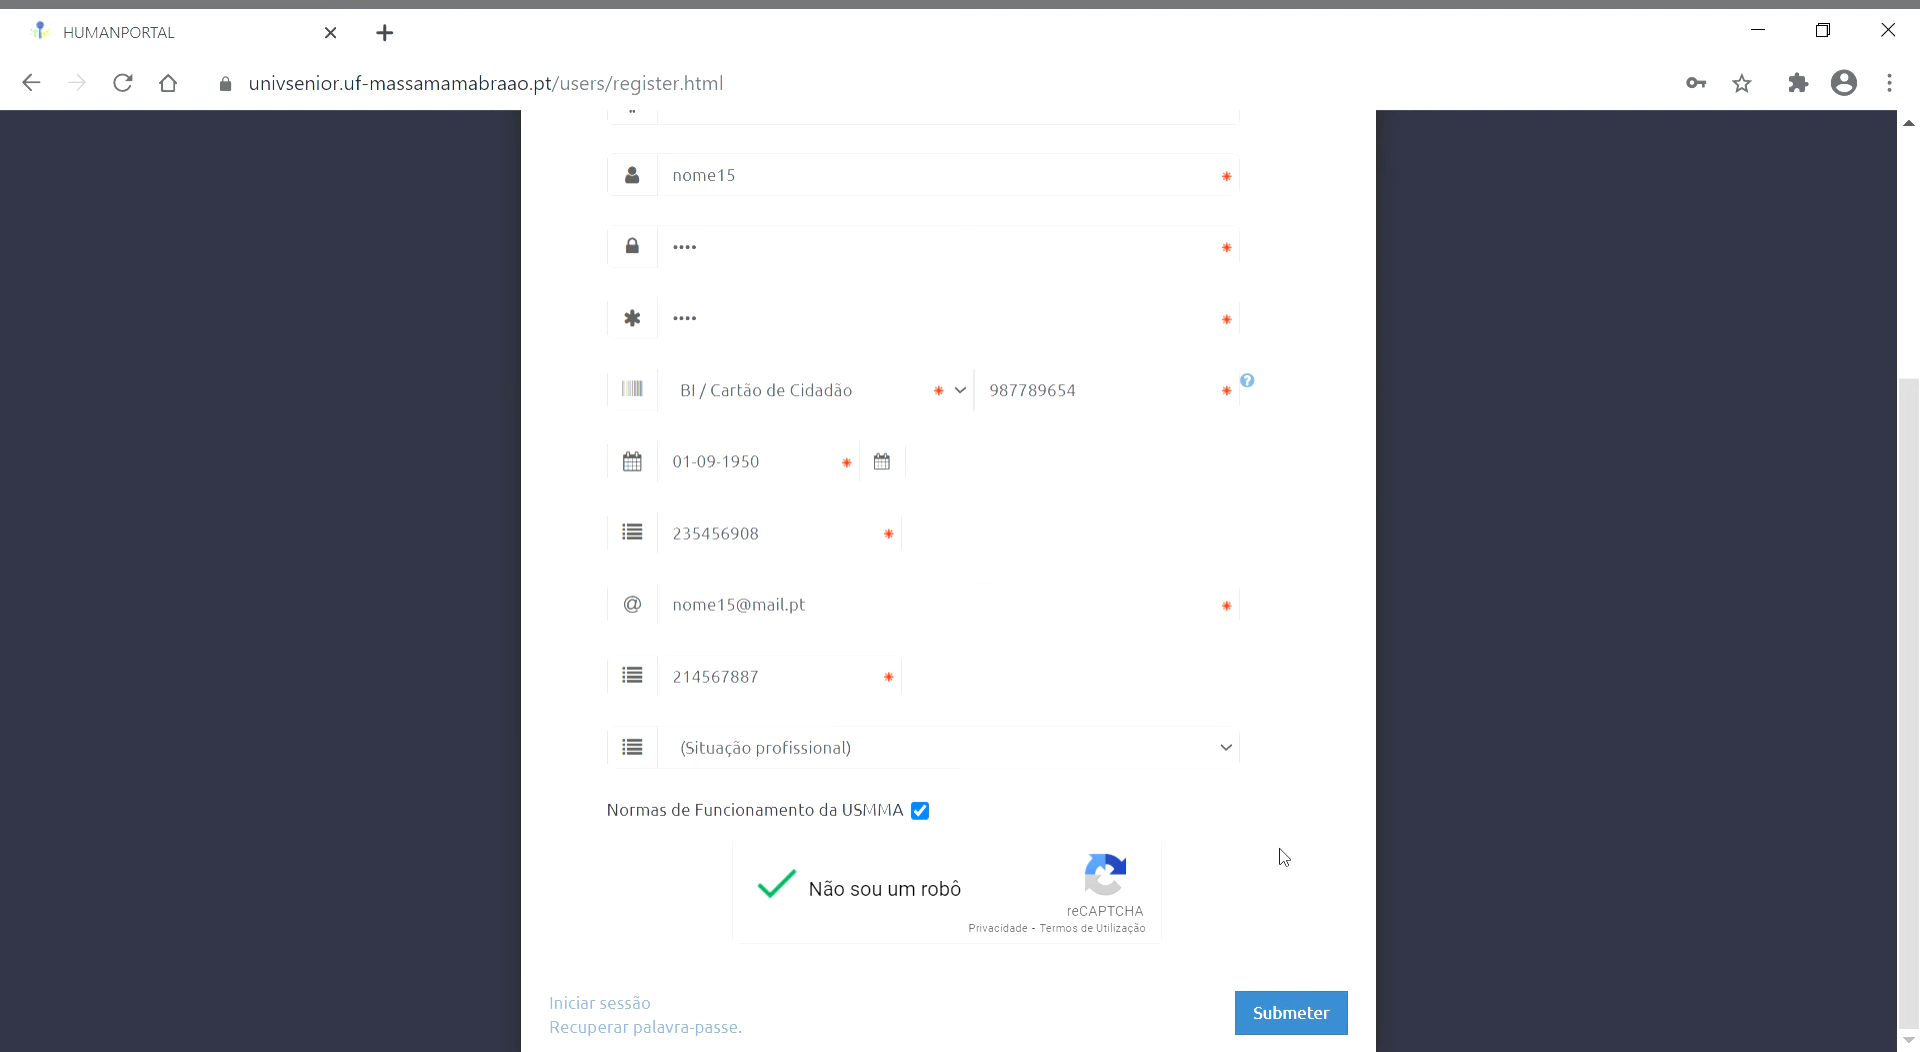 HUMANPORTAL
univsenior.uf-massamamabraao.pt/users/register.html
nome15
••••
••••
BI / Cartão de Cidadão 987789654
01-09-1950
235456908
@ nome15@mail.pt
214567887
(Situação profissional)
Normas de Funcionamento da USMMA
Não sou um robô
reCAPTCHA
Privacidade - Termos de Utilização
Iniciar sessão
Recuperar palavra-passe.
Submeter